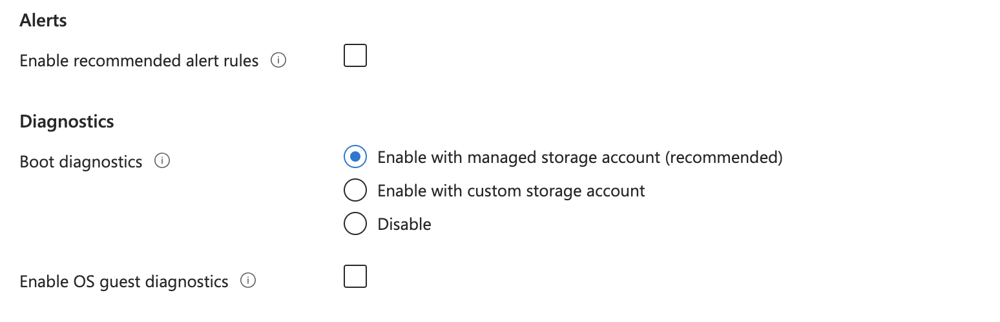 Alerts
Enable recommended alert rules
Diagnostics
Boot diagnostics
Enable with managed storage account (recommended)
Enable with custom storage account
Disable
Enable OS guest diagnostics